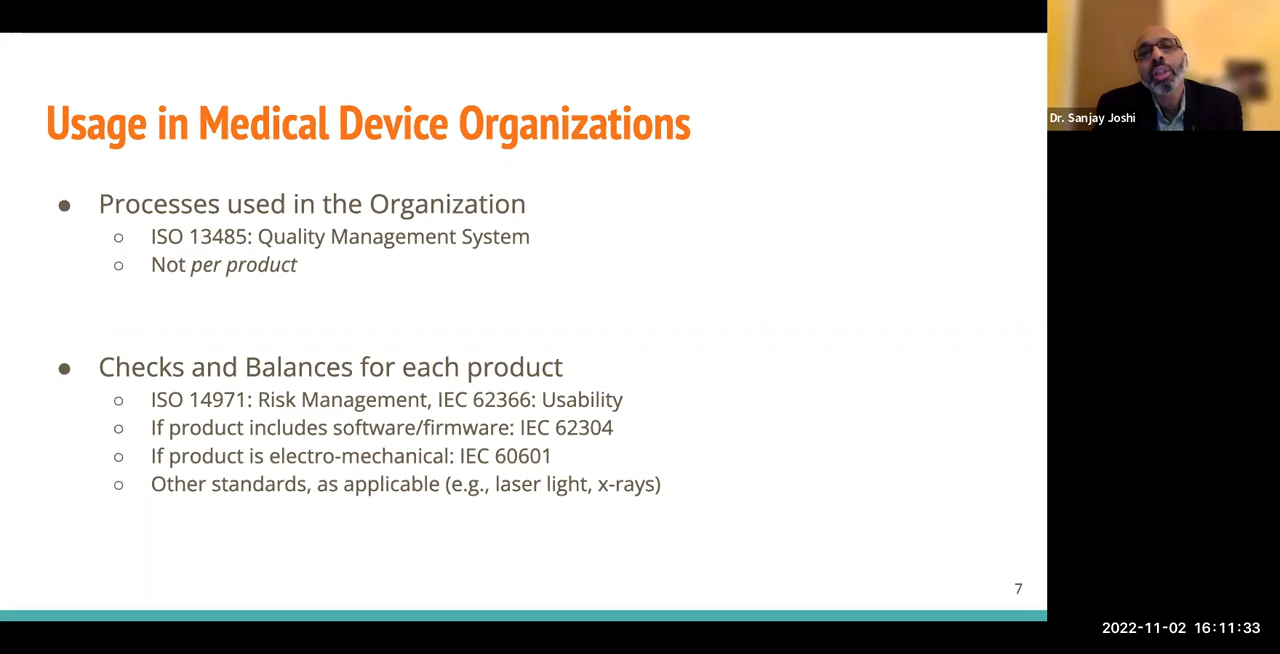 Usage in Medical Device Organizations
● Processes used in the Organization
○ ISO 13485: Quality Management System
○ Not per product
● Checks and Balances for each product
○ ISO 14971: Risk Management, IEC 62366: Usability
○ If product includes software/firmware: IEC 62304
○ If product is electro-mechanical: IEC 60601
○ Other standards, as applicable (e.g., laser light, x-rays)
7
Dr. Sanjay Joshi
2022-11-02 16:11:33